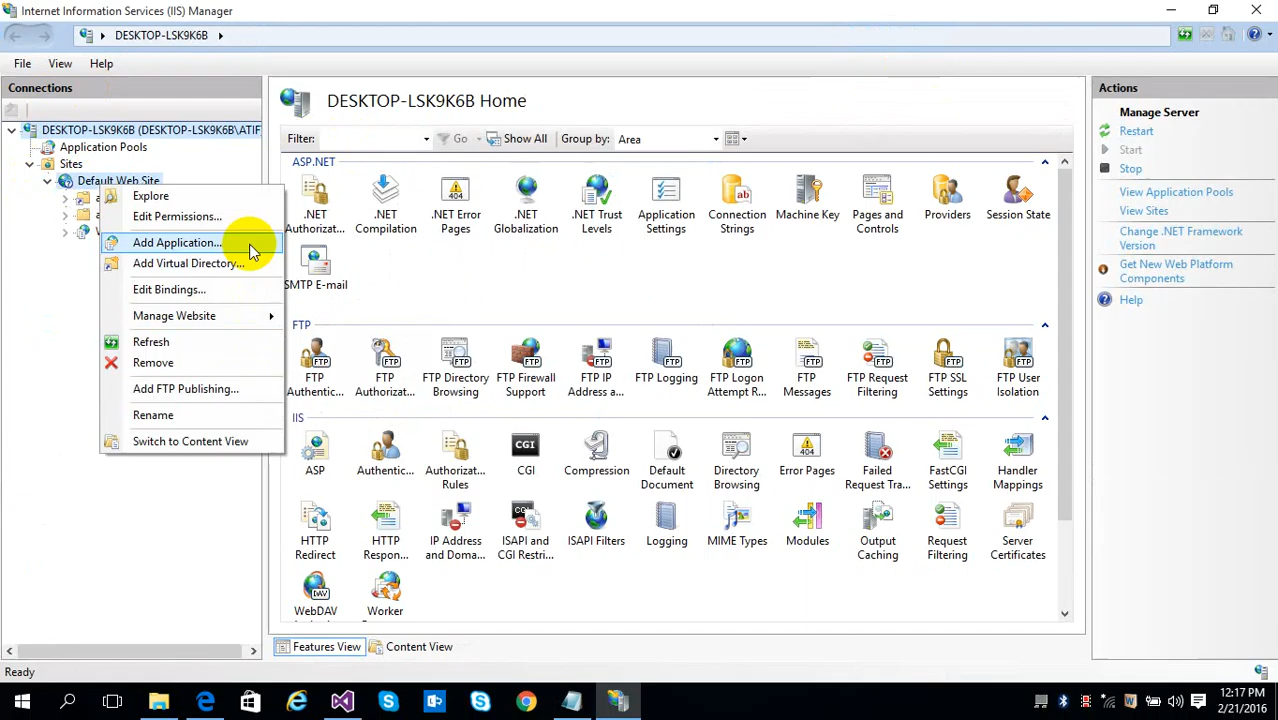 Internet Information Services (IIS) Manager
DESKTOP-LSK9K6B
File View Help
Connections
DESKTOP-LSK9K6B (DESKTOP-LSK9K6B\ATIF
Application Pools
Sites
Default Web Site
Explore
Edit Permissions...
Add Application...
Add Virtual Directory...
Edit Bindings...
Manage Website
Refresh
Remove
Add FTP Publishing...
Rename
Switch to Content View
DESKTOP-LSK9K6B Home
Filter: Go Show All Group by: Area
ASP.NET
.NET Authorizat...
.NET Compilation
.NET Error Pages
.NET Globalization
.NET Trust Levels
Application Settings
Connection Strings
Machine Key
Pages and Controls
Providers
Session State
SMTP E-mail
FTP
FTP Authentic...
FTP Authorizat...
FTP Directory Browsing
FTP Firewall Support
FTP IP Address a...
FTP Logging
FTP Logon Attempt R...
FTP Messages
FTP Request Filtering
FTP SSL Settings
FTP User Isolation
IIS
ASP
Authentic...
Authorizat... Rules
CGI
Compression
Default Document
Directory Browsing
Error Pages
Failed Request Tra...
FastCGI Settings
Handler Mappings
HTTP Redirect
HTTP Respon...
IP Address and Doma...
ISAPI and CGI Restri...
ISAPI Filters
Logging
MIME Types
Modules
Output Caching
Request Filtering
Server Certificates
WebDAV
Worker
Features View Content View
Actions
Manage Server
Restart
Start
Stop
View Application Pools
View Sites
Change .NET Framework
Version
Get New Web Platform
Components
Help
Ready
12:17 PM
2/21/2016